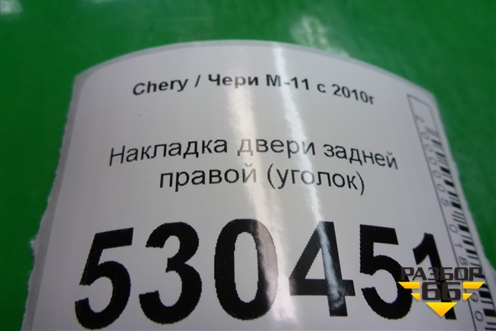 Chery / Чери М-11 с 2010г
Накладка двери задней
правой (уголок)
530451
РАЗБОР
66